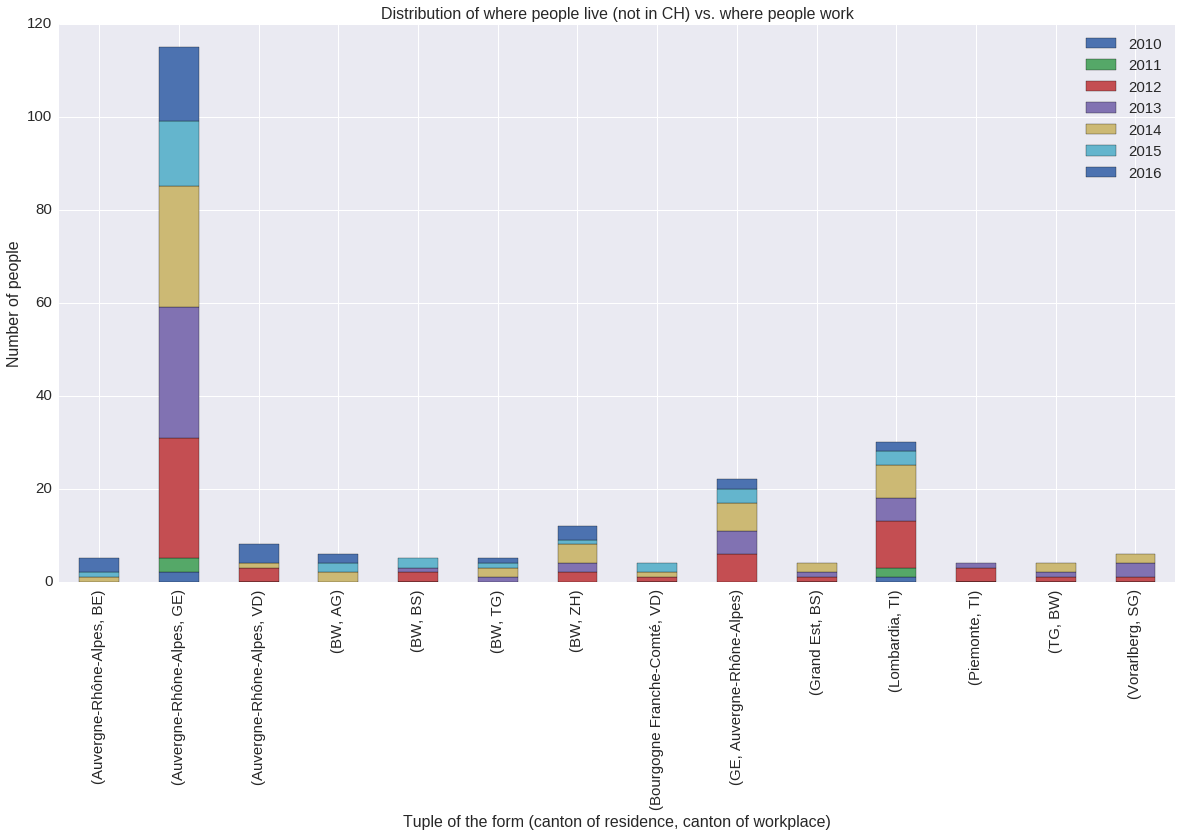 Distribution of where people live (not in CH) vs. where people work
120
100
80
60
40
20
0
Number of people
2010
2011
2012
2013
2014
2015
2016
(Auvergne-Rhône-Alpes, BE)
(Auvergne-Rhône-Alpes, GE)
(Auvergne-Rhône-Alpes, VD)
(BW, AG)
(BW, BS)
(BW, TG)
(BW, ZH)
(Bourgogne Franche-Comté, VD)
(GE, Auvergne-Rhône-Alpes)
(Grand Est, BS)
(Lombardia, TI)
(Piemonte, TI)
(TG, BW)
(Vorarlberg, SG)
Tuple of the form (canton of residence, canton of workplace)